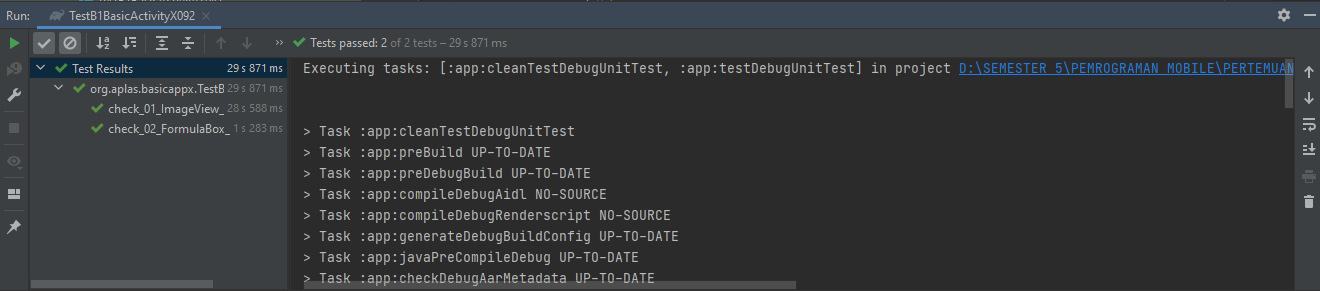 Run: TestB1BasicActivityX092
Tests passed: 2 of 2 tests – 29 s 871 ms
Test Results 29 s 871 ms
org.aplas.basicappx.TestB 29 s 871 ms
check_01_ImageView_ 28 s 588 ms
check_02_FormulaBox_ 1 s 283 ms
Executing tasks: [:app:cleanTestDebugUnitTest, :app:testDebugUnitTest] in project D:\SEMESTER 5\PEMROGRAMAN MOBILE\PERTEMUAN
> Task :app:cleanTestDebugUnitTest
> Task :app:preBuild UP-TO-DATE
> Task :app:preDebugBuild UP-TO-DATE
> Task :app:compileDebugAidl NO-SOURCE
> Task :app:compileDebugRenderscript NO-SOURCE
> Task :app:generateDebugBuildConfig UP-TO-DATE
> Task :app:javaPreCompileDebug UP-TO-DATE
> Task :app:checkDebugAarMetadata UP-TO-DATE